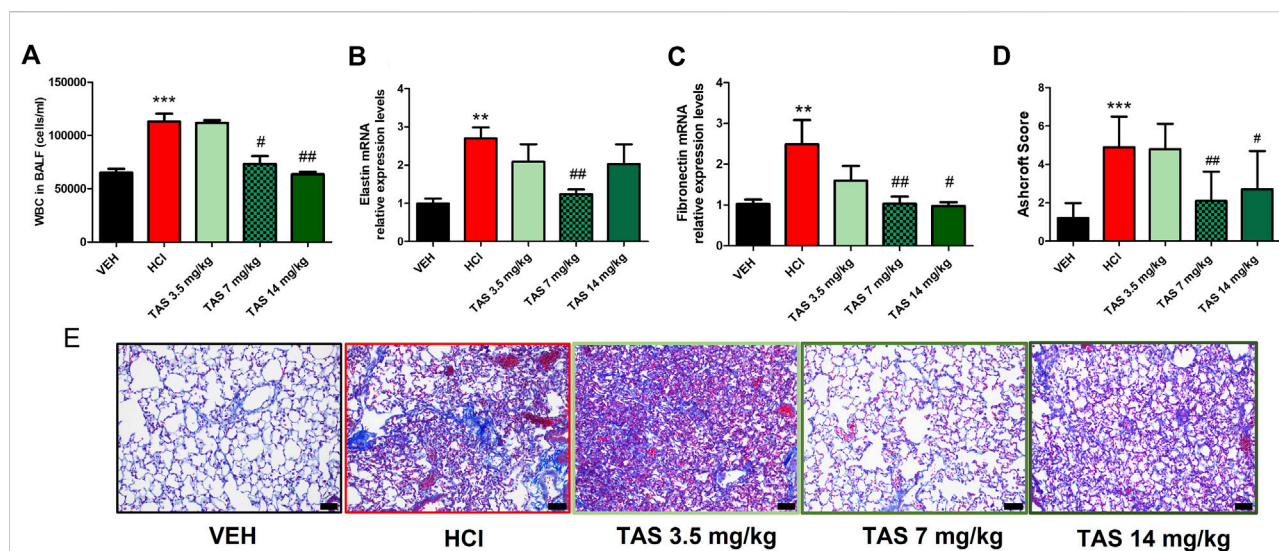 A
WBC in BALF (cells/ml)
150000
100000
50000
0
***
#
##
VEH
HCl
TAS 3.5 mg/kg
TAS 7 mg/kg
TAS 14 mg/kg
B
Elastin mRNA
relative expression levels
4
3
2
1
0
**
##
VEH
HCl
TAS 3.5 mg/kg
TAS 7 mg/kg
TAS 14 mg/kg
C
Fibronectin mRNA
relative expression levels
4
3
2
1
0
**
##
#
VEH
HCl
TAS 3.5 mg/kg
TAS 7 mg/kg
TAS 14 mg/kg
D
Ashcroft Score
8
6
4
2
0
***
##
#
VEH
HCl
TAS 3.5 mg/kg
TAS 7 mg/kg
TAS 14 mg/kg
E
VEH
HCl
TAS 3.5 mg/kg
TAS 7 mg/kg
TAS 14 mg/kg